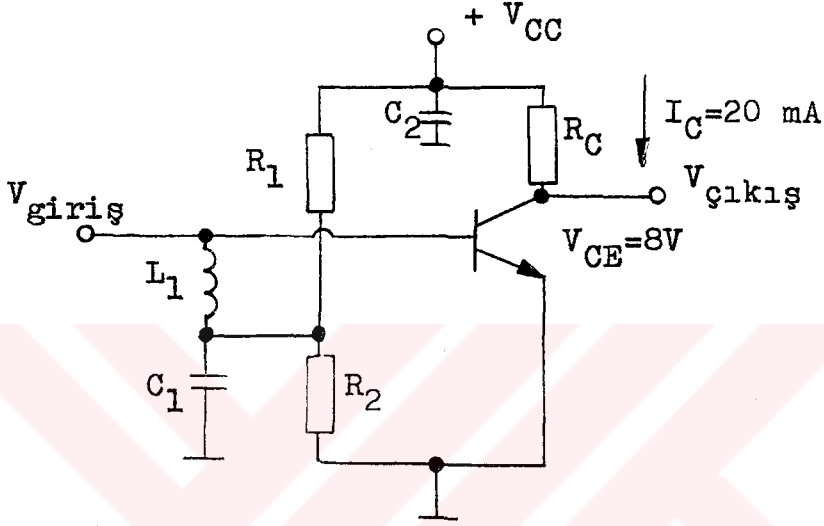 + V_CC
C_2
I_C=20 mA
R_1
R_C
V_giriş
V_çıkış
V_CE=8V
L_1
C_1
R_2